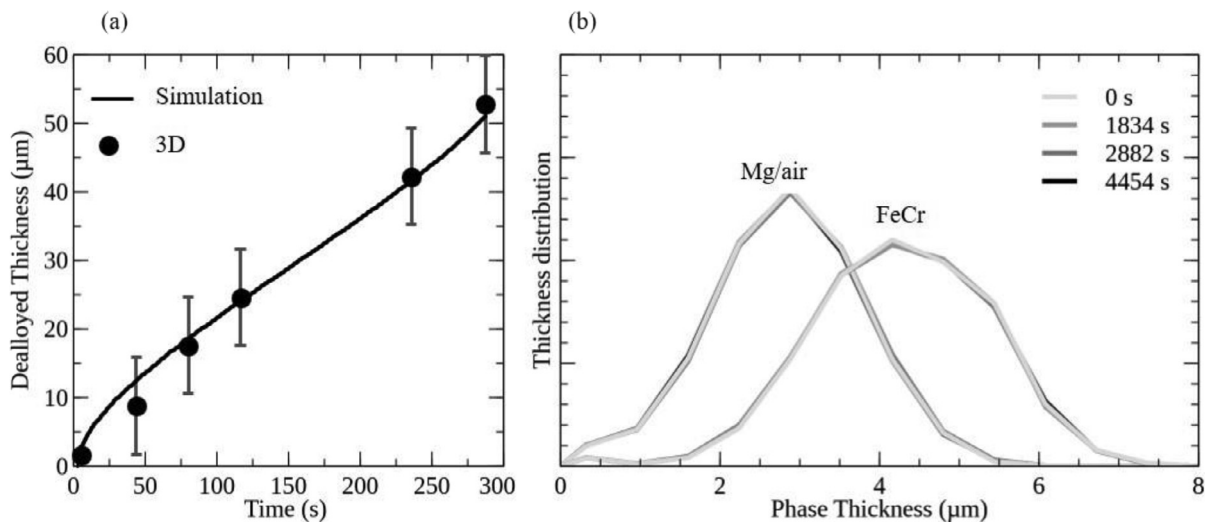 (a)
60
50
40
30
20
10
0
Dealloyed Thickness (µm)
Simulation
3D
0 50 100 150 200 250 300
Time (s)
(b)
Thickness distribution
Mg/air
FeCr
0 s
1834 s
2882 s
4454 s
0 2 4 6 8
Phase Thickness (µm)